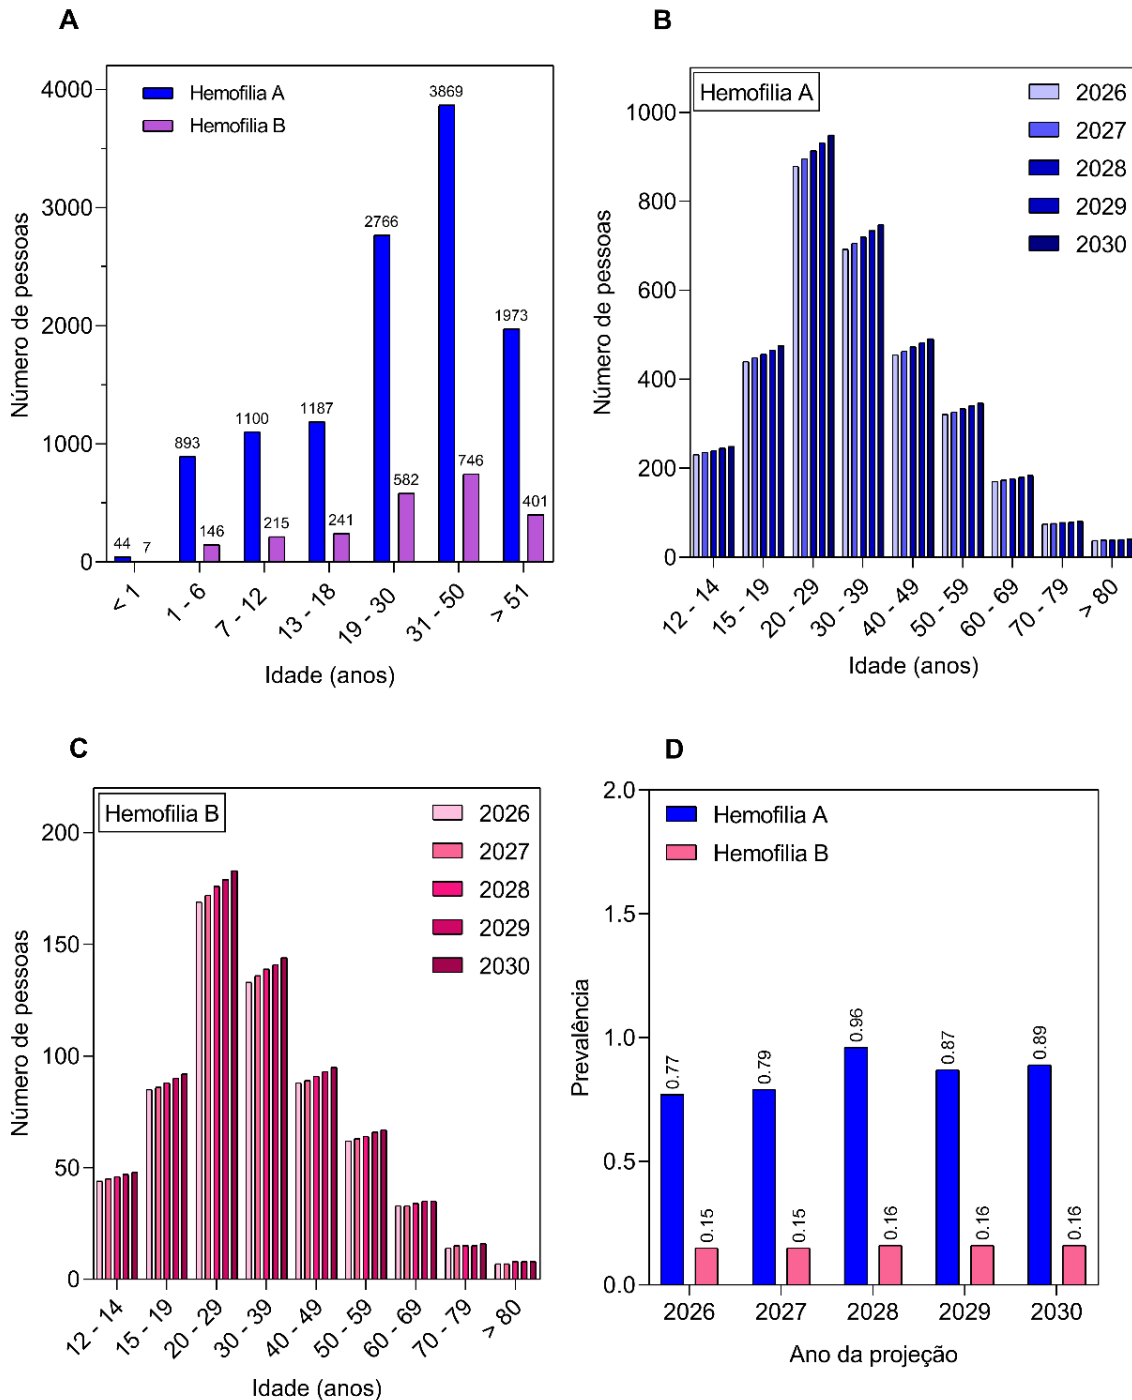 A
Número de pessoas
4000
3000
2000
1000
0
Hemofilia A
Hemofilia B
44 7
893 146
1100 215
1187 241
2766 582
3869 746
1973 401
< 1
1 - 6
7 - 12
13 - 18
19 - 30
31 - 50
> 51
Idade (anos)
B
Número de pessoas
1000
800
600
400
200
0
Hemofilia A
2026
2027
2028
2029
2030
12 - 14
15 - 19
20 - 29
30 - 39
40 - 49
50 - 59
60 - 69
70 - 79
> 80
Idade (anos)
C
Número de pessoas
200
150
100
50
0
Hemofilia B
2026
2027
2028
2029
2030
12 - 14
15 - 19
20 - 29
30 - 39
40 - 49
50 - 59
60 - 69
70 - 79
> 80
Idade (anos)
D
Prevalência
2.0
1.5
1.0
0.5
0.0
Hemofilia A
Hemofilia B
0.77 0.15
0.79 0.15
0.96 0.16
0.87 0.16
0.89 0.16
2026 2027 2028 2029 2030
Ano da projeção